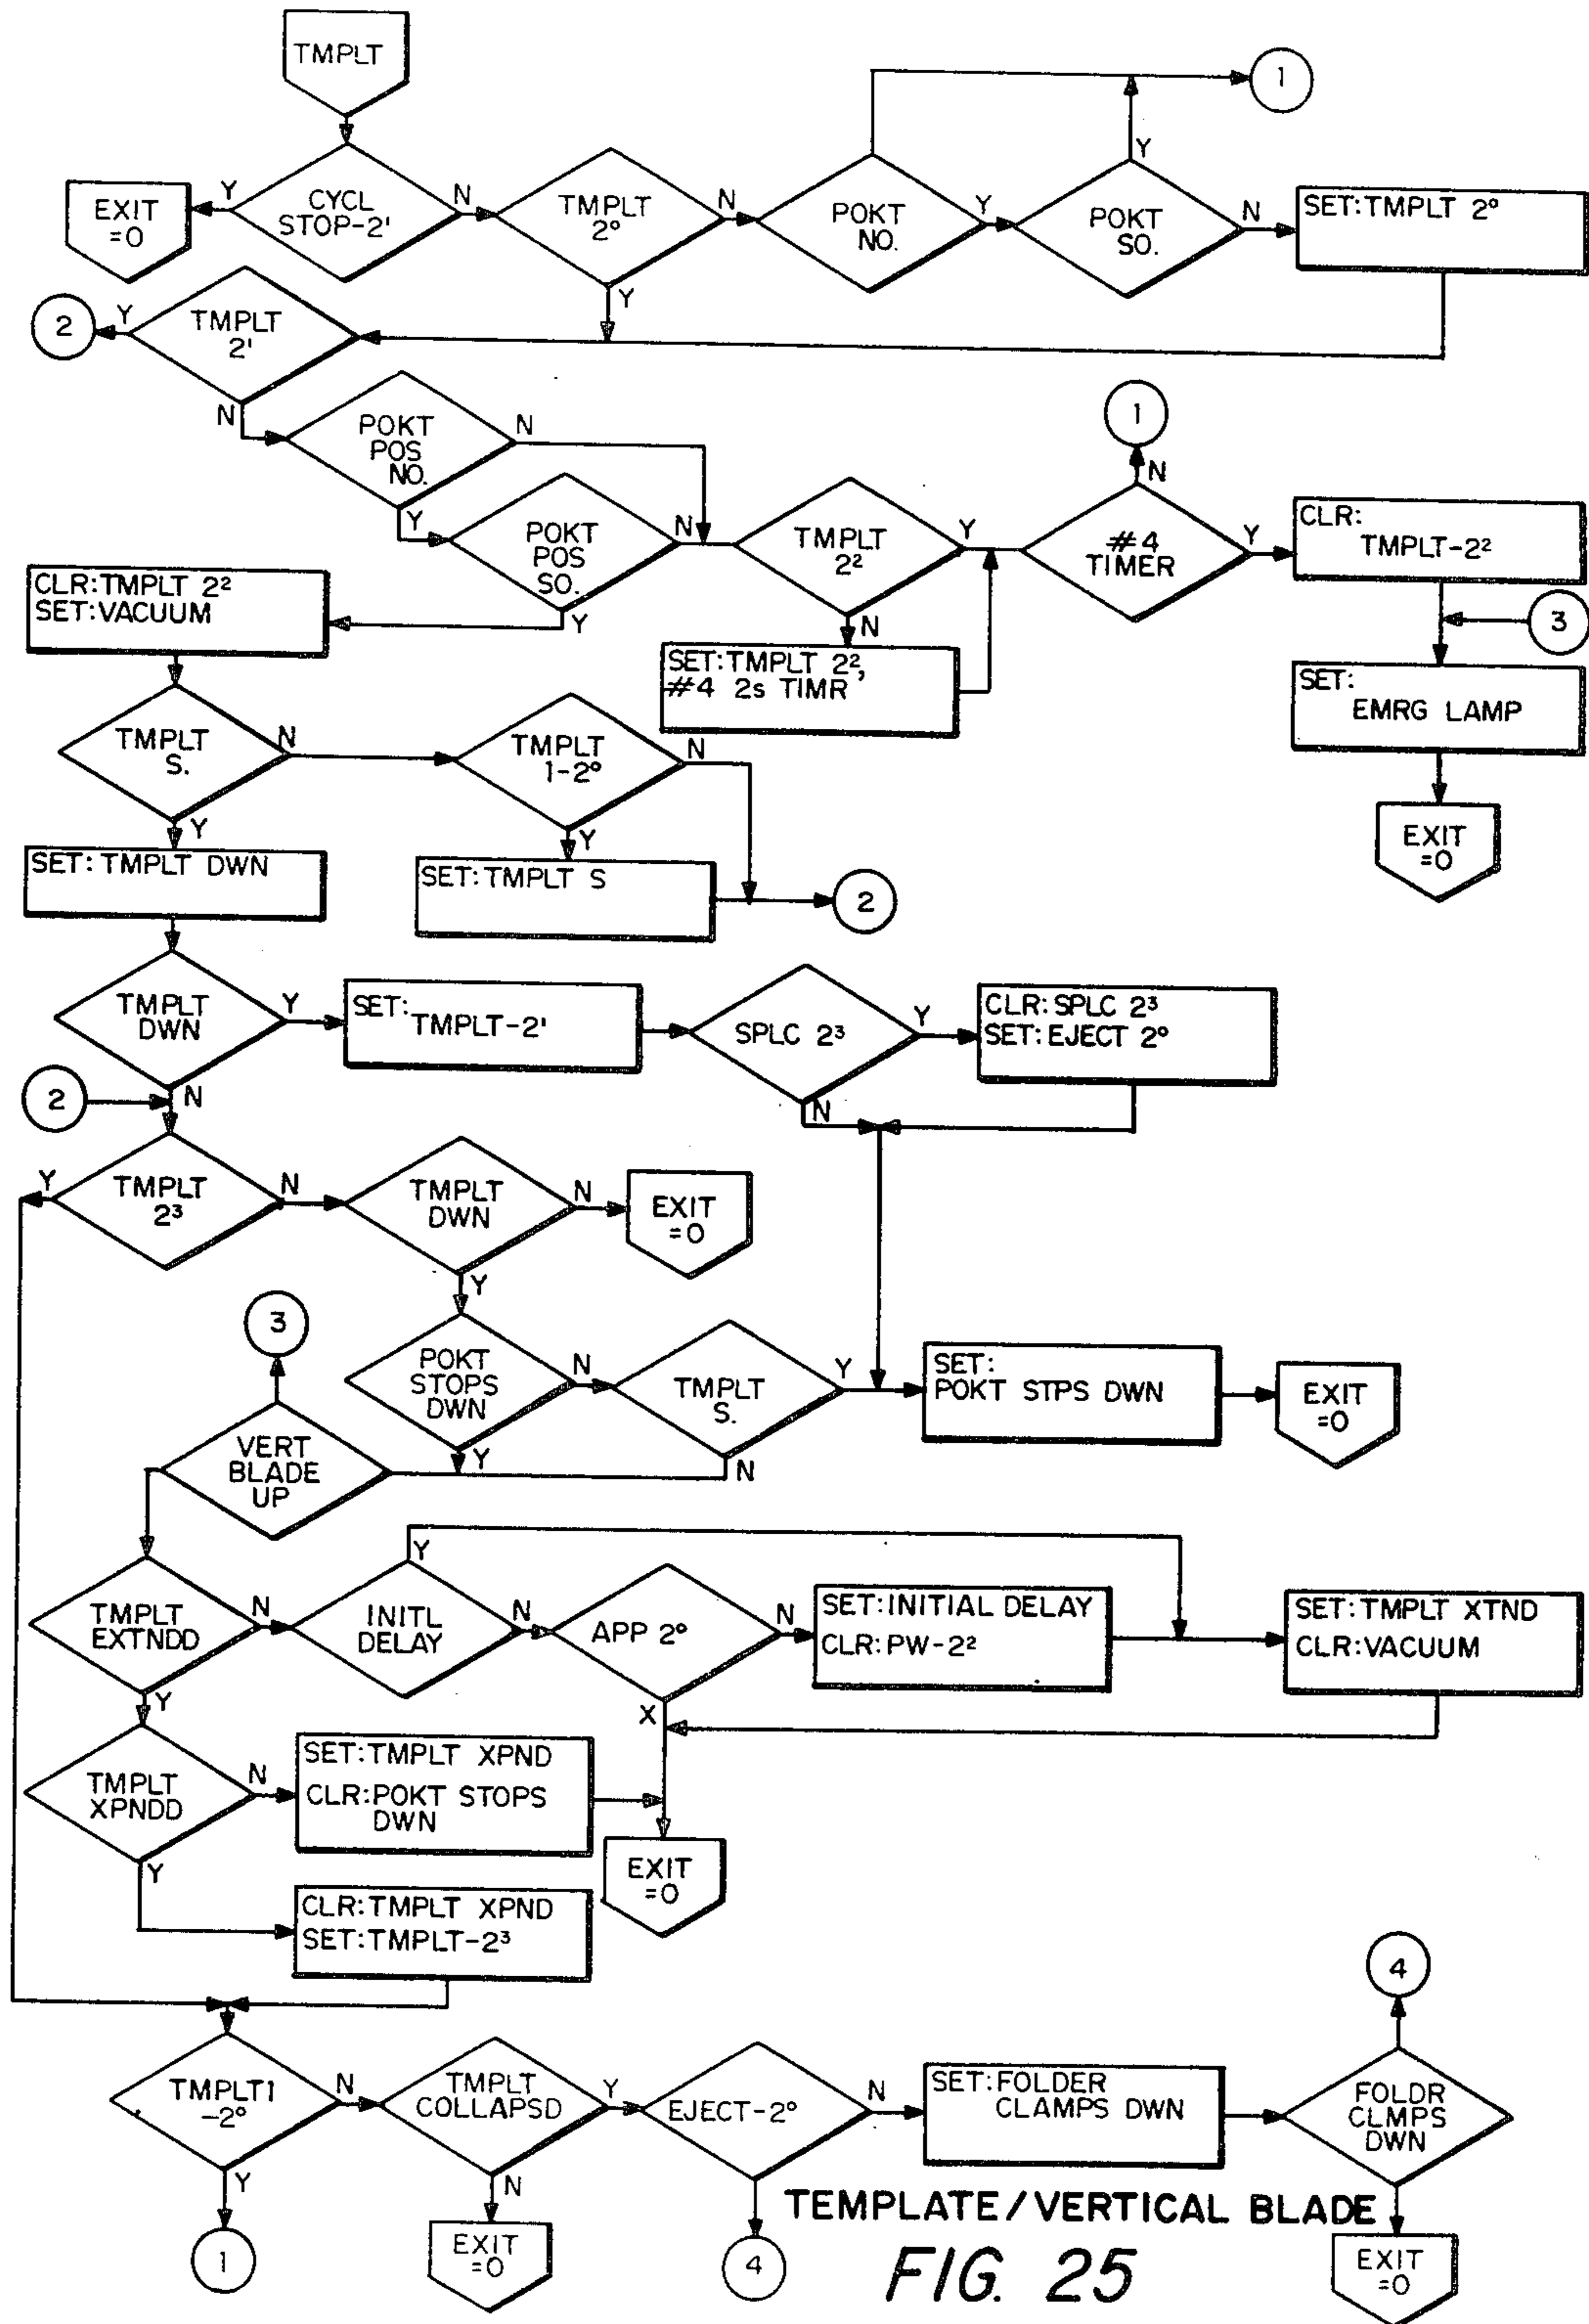 TMPLT
1
Y
EXIT
=0
Y
CYCL
STOP-2'
N
TMPLT
2°
N
POKT
NO.
Y
POKT
SO.
N
SET:TMPLT 2°
Y
2
Y
TMPLT
2'
N
POKT
POS
NO.
N
1
Y
POKT
POS
SO.
N
TMPLT
2²
Y
N
#4
TIMER
Y
CLR:
TMPLT-2²
CLR:TMPLT 2²
SET:VACUUM
Y
N
3
SET:TMPLT 2²,
#4 2s TIMR
SET:
EMRG LAMP
TMPLT
S.
N
TMPLT
1-2°
N
Y
Y
EXIT
=0
SET:TMPLT DWN
SET:TMPLT S
2
TMPLT
DWN
Y
SET:
TMPLT-2'
SPLC 2³
Y
CLR:SPLC 2³
SET:EJECT 2°
2
N
N
Y
TMPLT
2³
N
TMPLT
DWN
N
EXIT
=0
Y
3
POKT
STOPS
DWN
N
TMPLT
S.
Y
SET:
POKT STPS DWN
EXIT
=0
VERT
BLADE
UP
Y
N
Y
TMPLT
EXTNDD
N
INITL
DELAY
N
APP 2°
N
SET:INITIAL DELAY
CLR:PW-2²
SET:TMPLT XTND
CLR:VACUUM
Y
X
TMPLT
XPNDD
N
SET:TMPLT XPND
CLR:POKT STOPS
DWN
Y
EXIT
=0
CLR:TMPLT XPND
SET:TMPLT-2³
4
TMPLT1
-2°
N
TMPLT
COLLAPSD
Y
EJECT-2°
N
SET:FOLDER
CLAMPS DWN
FOLDR
CLMPS
DWN
Y
N
1
EXIT
=0
4
EXIT
=0
TEMPLATE/VERTICAL BLADE
FIG. 25